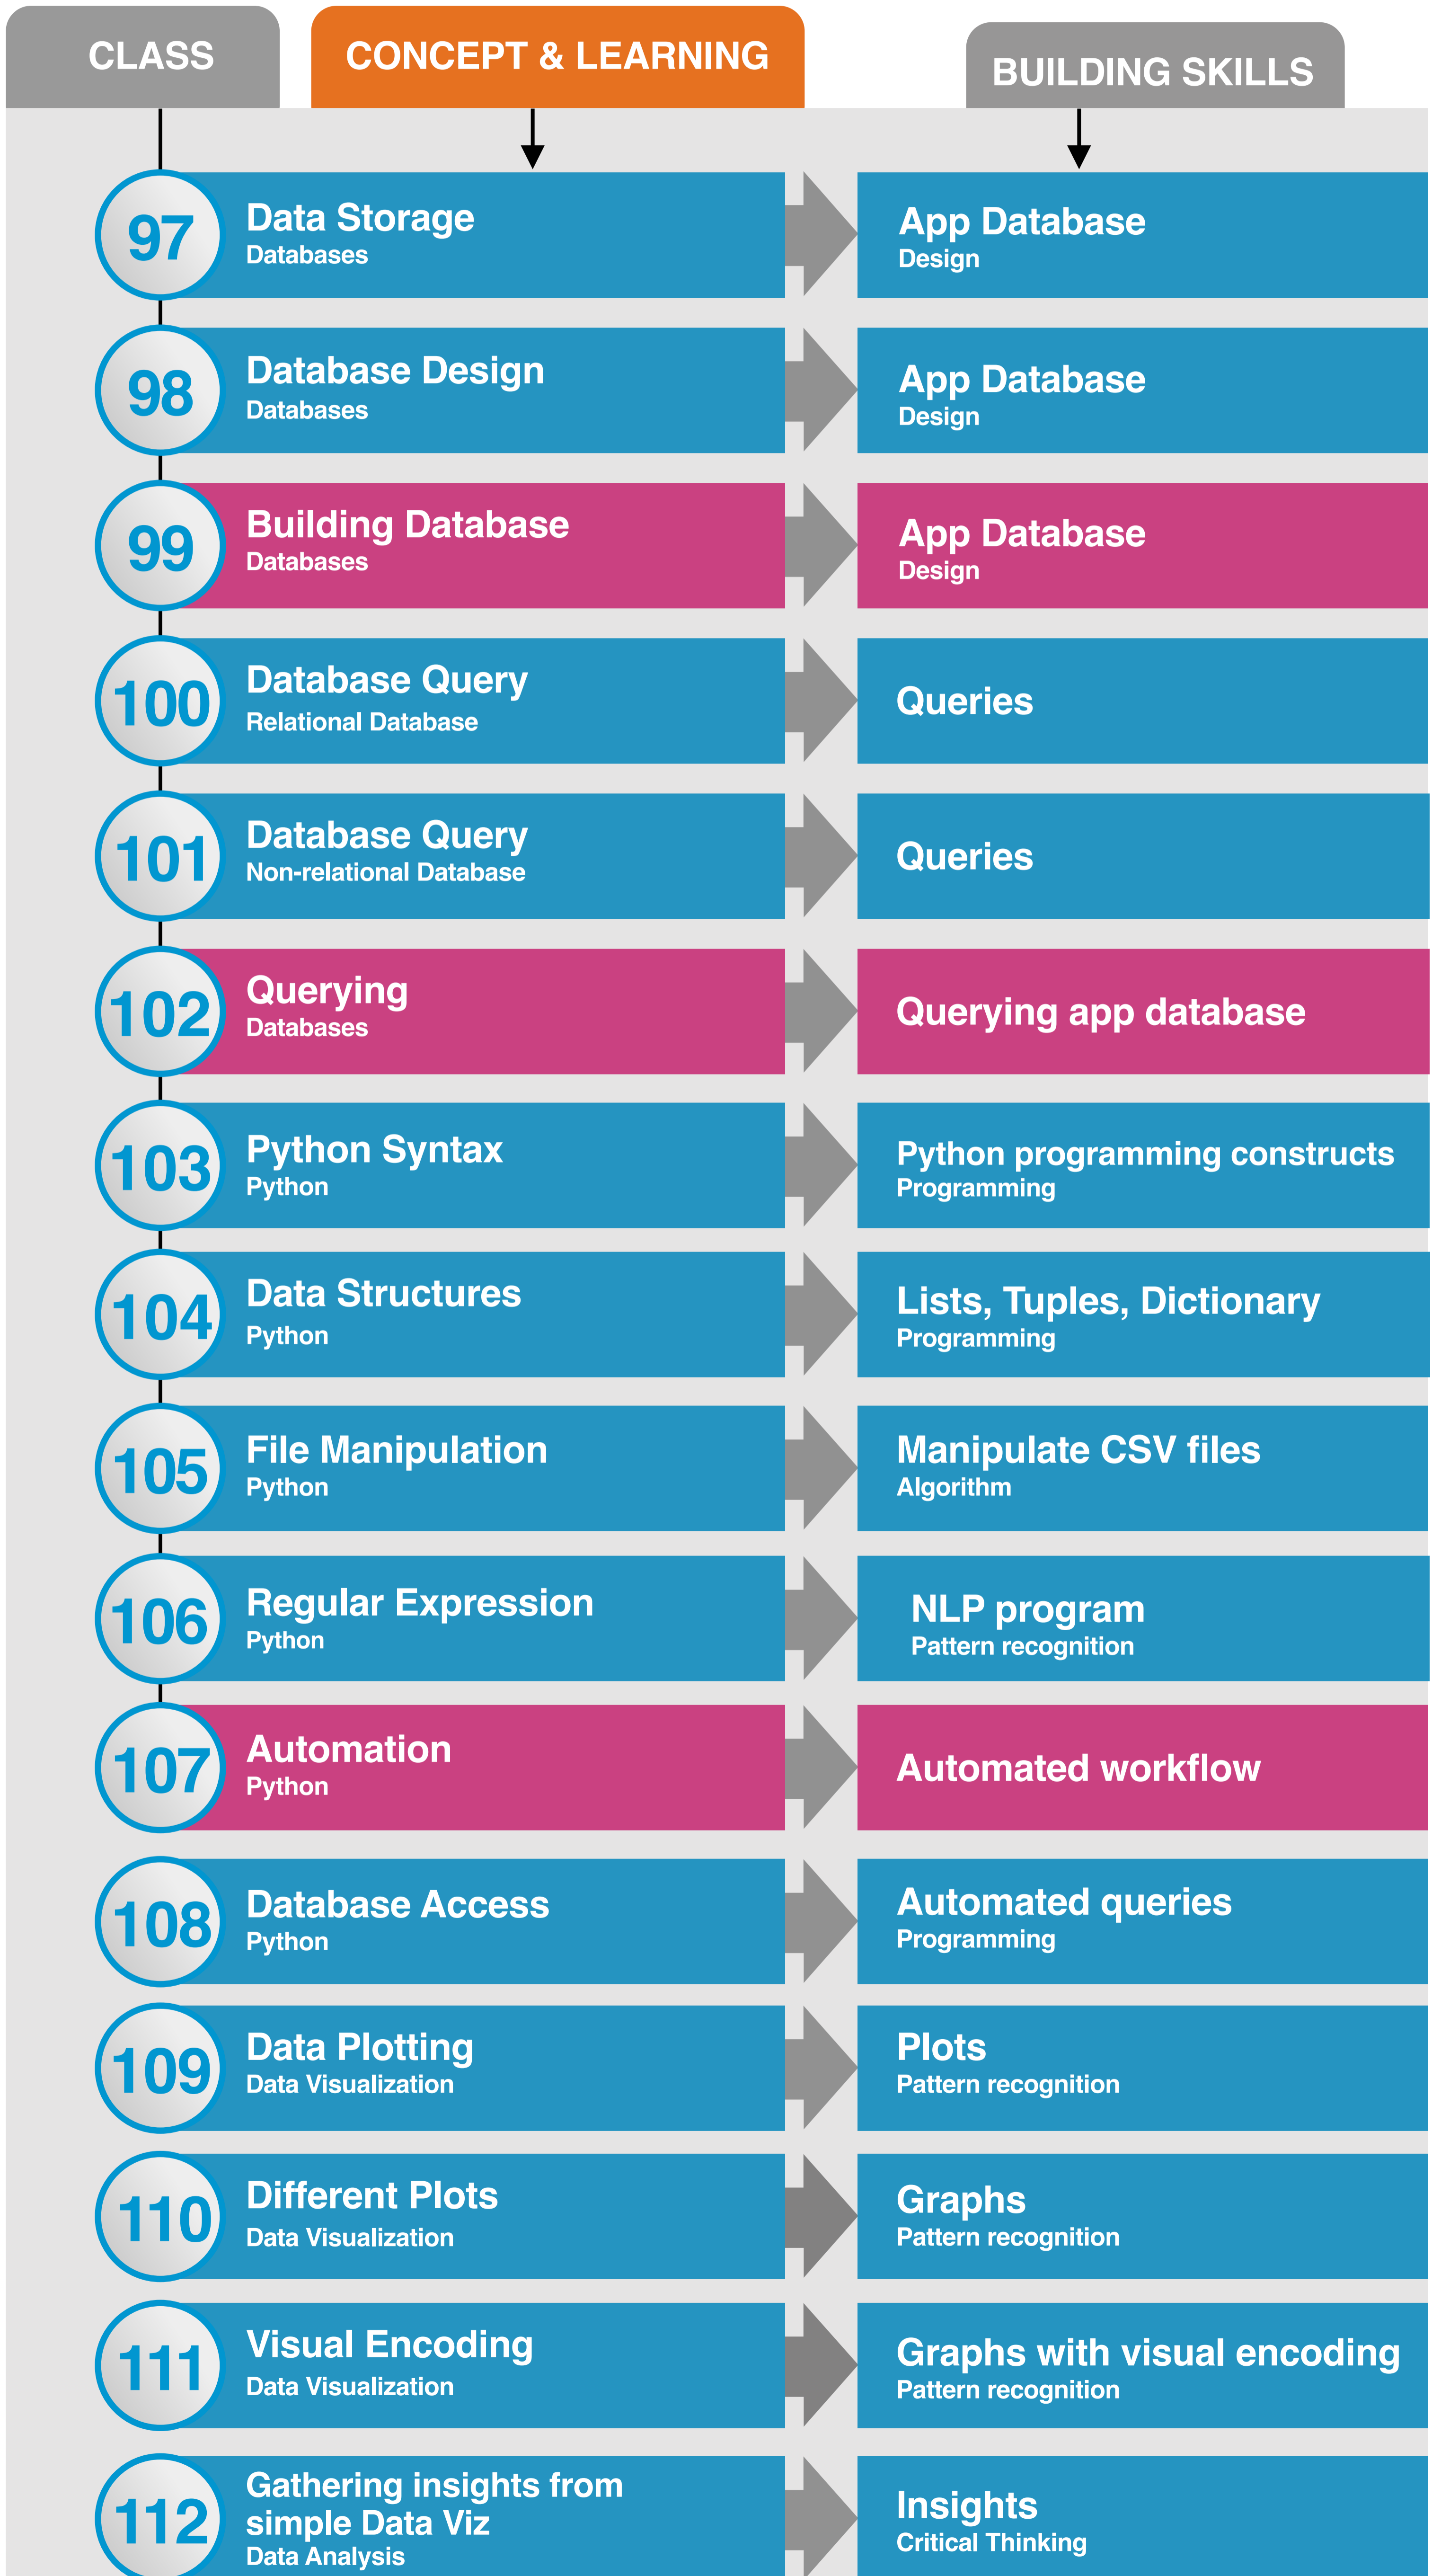 CLASS
CONCEPT & LEARNING
BUILDING SKILLS
97
Data Storage
Databases
App Database
Design
98
Database Design
Databases
App Database
Design
99
Building Database
Databases
App Database
Design
100
Database Query
Relational Database
Queries
101
Database Query
Non-relational Database
Queries
102
Querying
Databases
Querying app database
103
Python Syntax
Python
Python programming constructs
Programming
104
Data Structures
Python
Lists, Tuples, Dictionary
Programming
105
File Manipulation
Python
Manipulate CSV files
Algorithm
106
Regular Expression
Python
NLP program
Pattern recognition
107
Automation
Python
Automated workflow
108
Database Access
Python
Automated queries
Programming
109
Data Plotting
Data Visualization
Plots
Pattern recognition
110
Different Plots
Data Visualization
Graphs
Pattern recognition
111
Visual Encoding
Data Visualization
Graphs with visual encoding
Pattern recognition
112
Gathering insights from
simple Data Viz
Data Analysis
Insights
Critical Thinking